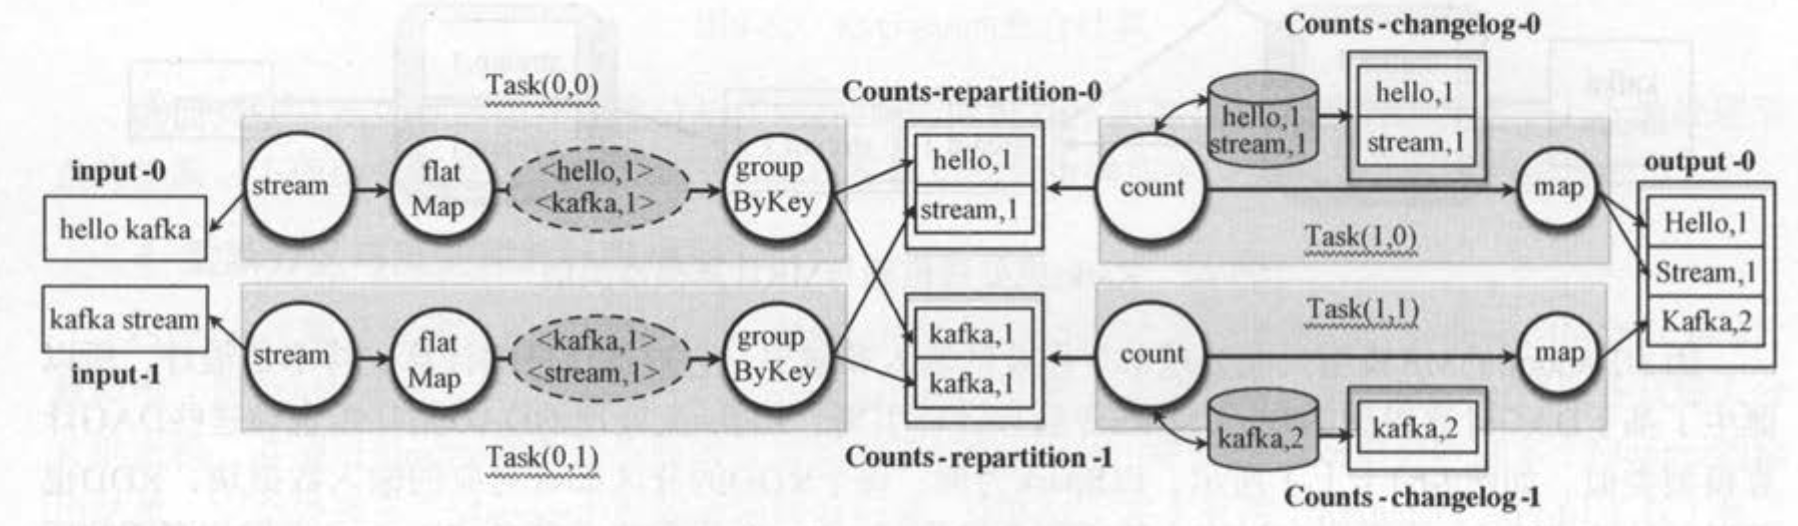 Counts-changelog-0
hello,1
stream,1
hello,1
stream,1
Task(0,0)
Counts-repartition-0
input-0
hello kafka
stream
flat
Map
<hello,1>
<kafka,1>
group
ByKey
hello,1
stream,1
count
map
Task(1,0)
output-0
Hello,1
Stream,1
Kafka,2
kafka stream
input-1
stream
flat
Map
<kafka,1>
<stream,1>
group
ByKey
kafka,1
kafka,1
count
Task(1,1)
map
Task(0,1)
Counts-repartition-1
kafka,2
kafka,2
Counts-changelog-1